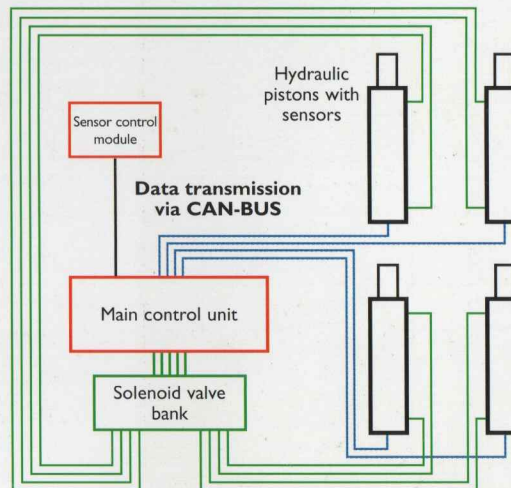 Hydraulic
pistons with
sensors
Sensor control
module
Data transmission
via CAN-BUS
Main control unit
Solenoid valve
bank